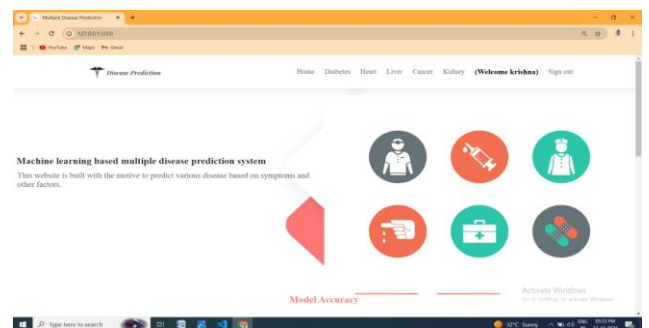 Multiple Disease Prediction
127.0.0.1:5000
YouTube Maps Gmail
Disease Prediction
Home Diabetes Heart Liver Cancer Kidney (Welcome krishna) Sign out
Machine learning based multiple disease prediction system
This website is built with the motive to predict various disease based on symptoms and
other factors.
Model Accuracy
Activate Windows
Go to Settings to activate Windows.
Type here to search
32°C Sunny
ENG